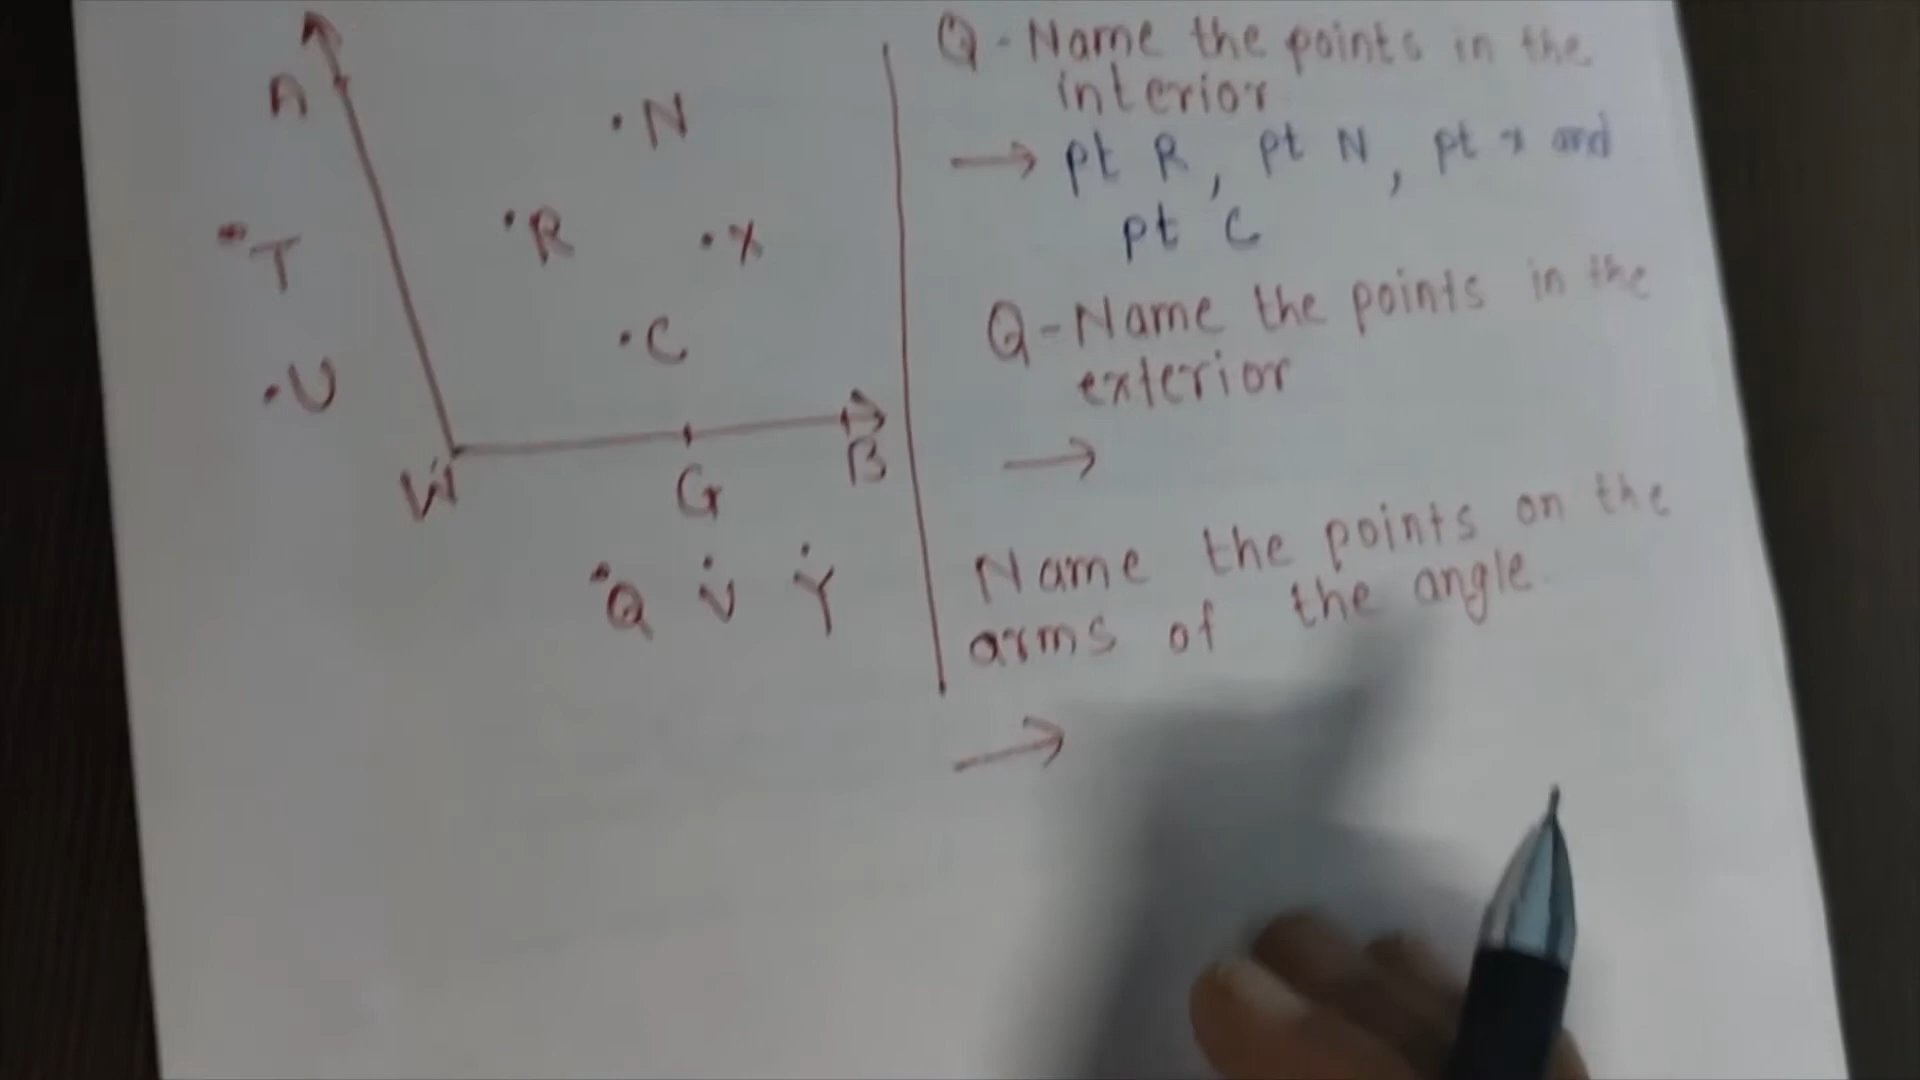 A
N
T
R
X
C
U
W
G
B
Q
V
Y
Q - Name the points in the
interior
→ pt R, pt N, pt x and
pt C
Q - Name the points in the
exterior
→
Name the points on the
arms of the angle.
→